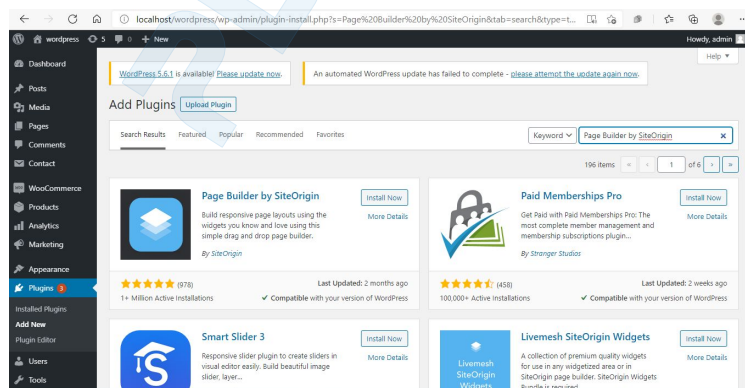 localhost/wordpress/wp-admin/plugin-install.php?s=Page%20Builder%20by%20SiteOrigin&tab=search&type=t...
wordpress 5 0 + New Howdy, admin
Help ▼
Dashboard
Posts
Media
Pages
Comments
Contact
WooCommerce
Products
Analytics
Marketing
Appearance
Plugins 3
Installed Plugins
Add New
Plugin Editor
Users
Tools
WordPress 5.6.1 is available! Please update now.
An automated WordPress update has failed to complete - please attempt the update again now.
Add Plugins Upload Plugin
Search Results Featured Popular Recommended Favorites
Keyword Page Builder by SiteOrigin ×
196 items « ‹ 1 of 6 › »
Page Builder by SiteOrigin
Install Now
More Details
Build responsive page layouts using the
widgets you know and love using this
simple drag and drop page builder.
By SiteOrigin
(978) Last Updated: 2 months ago
1+ Million Active Installations ✔ Compatible with your version of WordPress
Paid Memberships Pro
Install Now
More Details
Get Paid with Paid Memberships Pro: The
most complete member management and
membership subscriptions plugin...
By Stranger Studios
(458) Last Updated: 2 weeks ago
100,000+ Active Installations ✔ Compatible with your version of WordPress
Smart Slider 3
Install Now
More Details
Responsive slider plugin to create sliders in
visual editor easily. Build beautiful image
slider, layer...
Livemesh
SiteOrigin
Widgets
Livemesh SiteOrigin Widgets
Install Now
More Details
A collection of premium quality widgets
for use in any widgetized area or in
SiteOrigin page builder. SiteOrigin Widgets
Bundle is required.